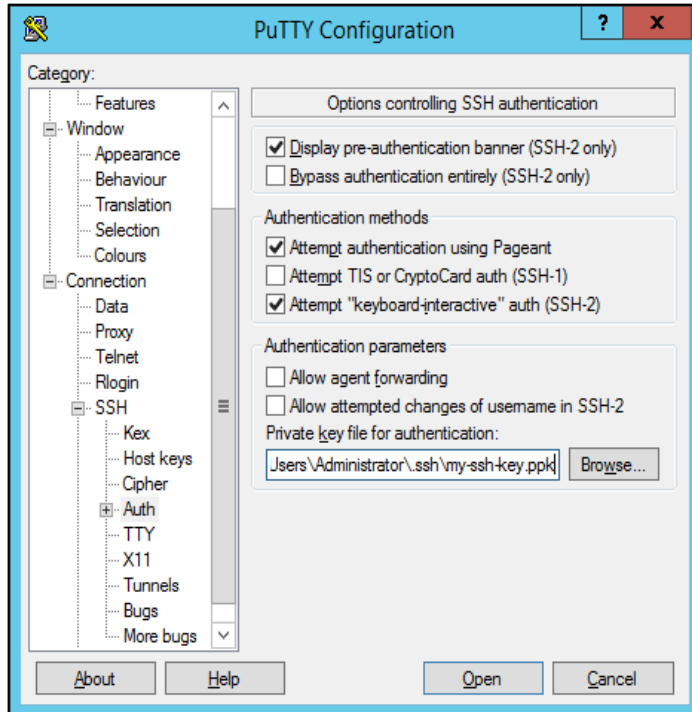 PuTTY Configuration
?
x
Category:
Features
Window
Appearance
Behaviour
Translation
Selection
Colours
Connection
Data
Proxy
Telnet
Rlogin
SSH
Kex
Host keys
Cipher
Auth
TTY
X11
Tunnels
Bugs
More bugs
Options controlling SSH authentication
Display pre-authentication banner (SSH-2 only)
Bypass authentication entirely (SSH-2 only)
Authentication methods
Attempt authentication using Pageant
Attempt TIS or CryptoCard auth (SSH-1)
Attempt "keyboard-interactive" auth (SSH-2)
Authentication parameters
Allow agent forwarding
Allow attempted changes of username in SSH-2
Private key file for authentication:
Users\Administrator\.ssh\my-ssh-key.ppk
Browse...
About
Help
Open
Cancel